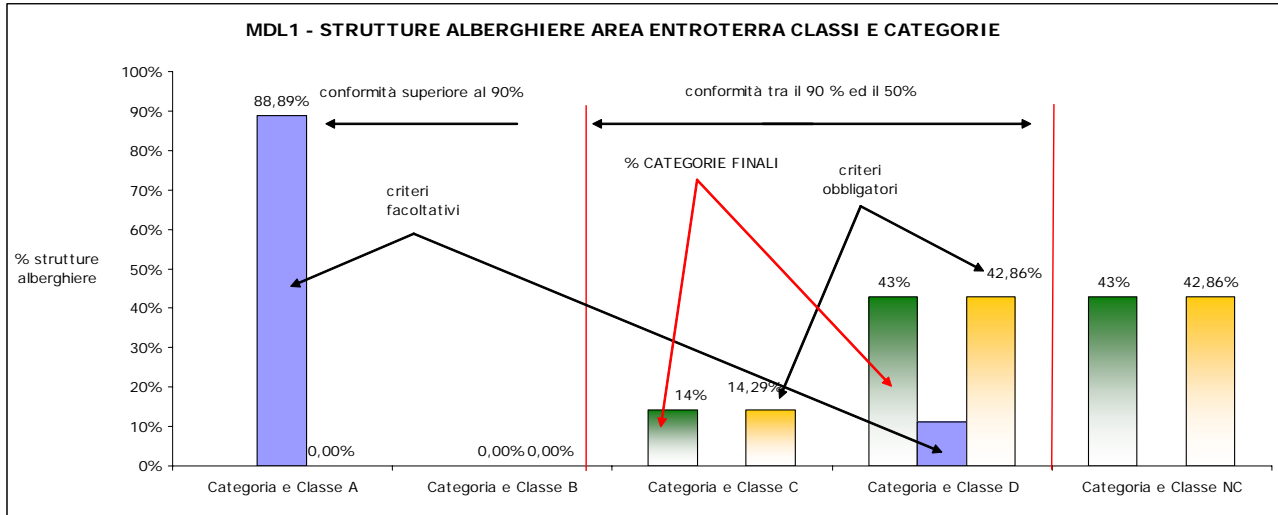 MDL1 - STRUTTURE ALBERGHIERE AREA ENTROTERRA CLASSI E CATEGORIE
100%
90%
80%
70%
60%
50%
40%
30%
20%
10%
0%
% strutture
alberghiere
88,89%
conformità superiore al 90%
conformità tra il 90 % ed il 50%
% CATEGORIE FINALI
criteri
obbligatori
criteri
facoltativi
0,00%
0,00%
0,00%
14%
14,29%
43%
42,86%
43%
42,86%
Categoria e Classe A
Categoria e Classe B
Categoria e Classe C
Categoria e Classe D
Categoria e Classe NC